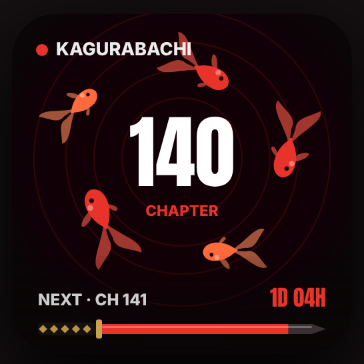 KAGURABACHI
140
CHAPTER
NEXT · CH 141
1D 04H